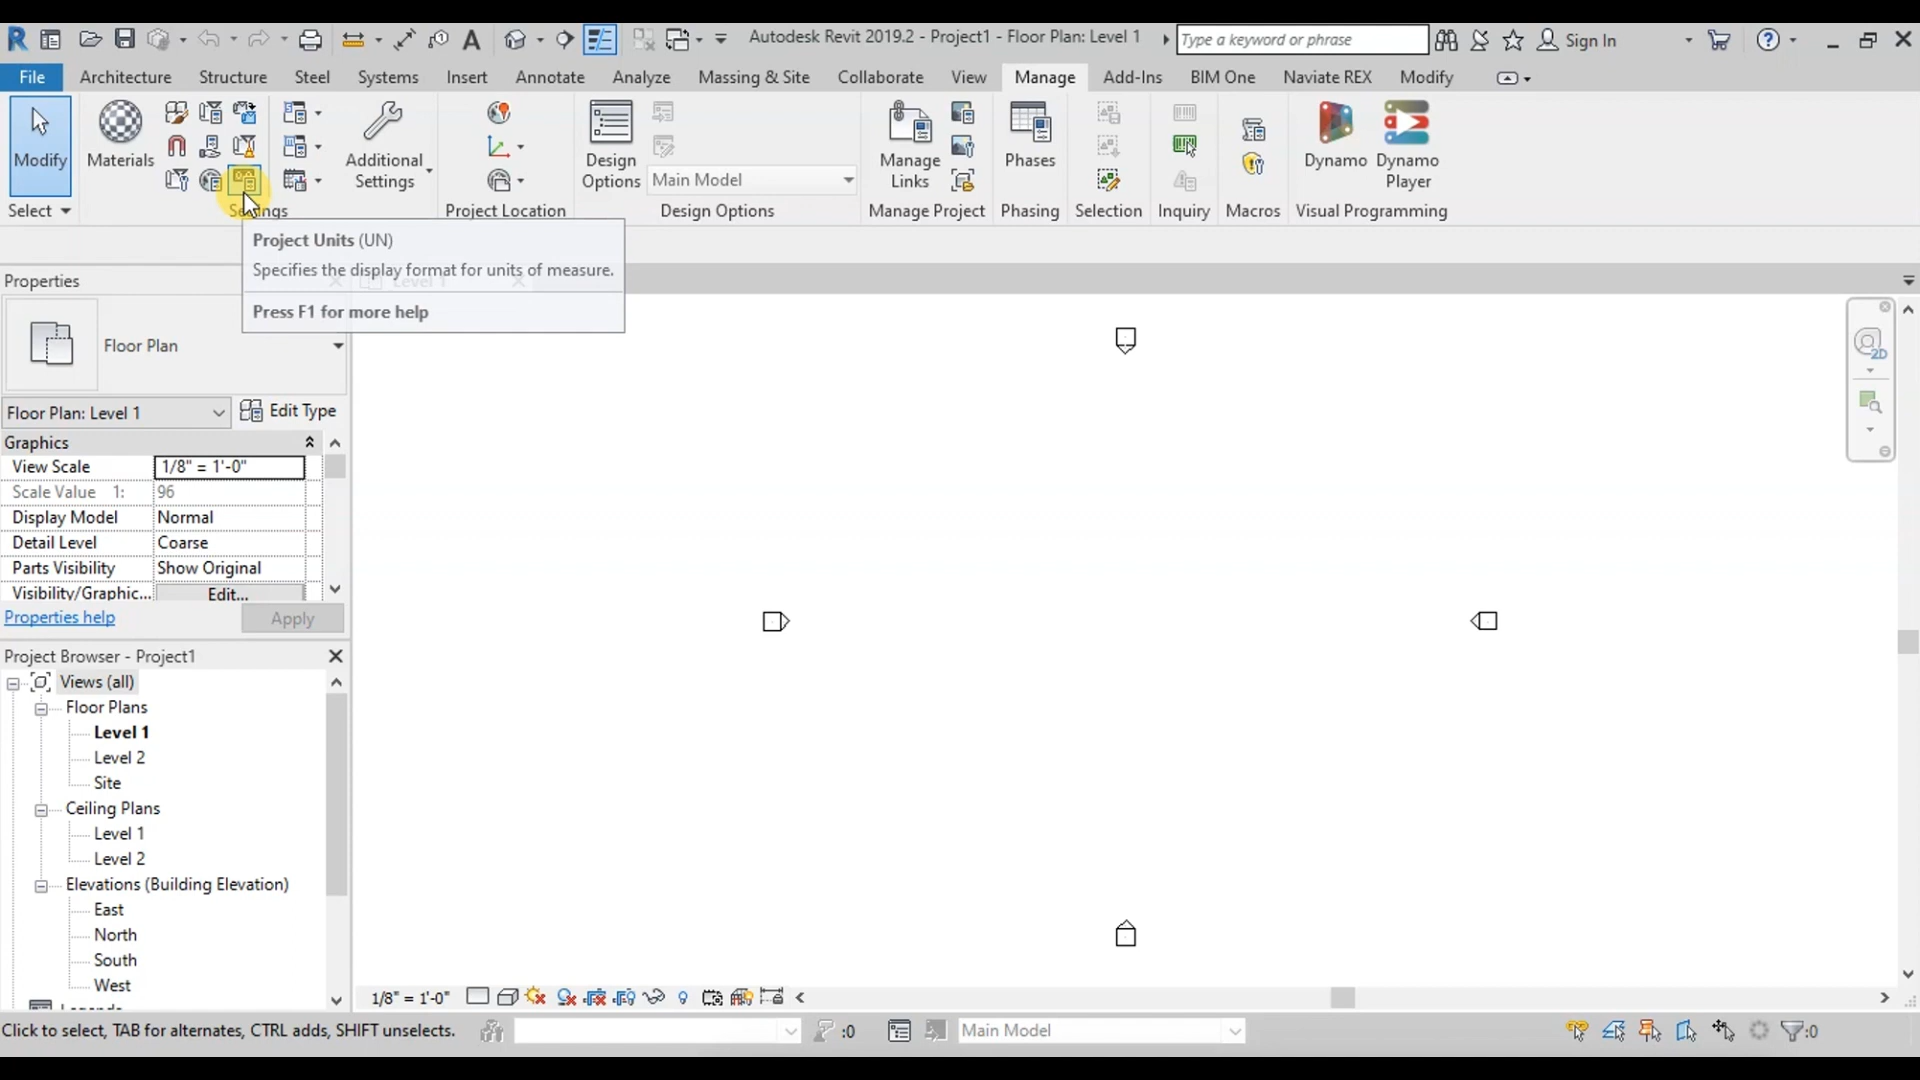 Autodesk Revit 2019.2 - Project1 - Floor Plan: Level 1
Type a keyword or phrase
Sign In
File Architecture Structure Steel Systems Insert Annotate Analyze Massing & Site Collaborate View Manage Add-Ins BIM One Naviate REX Modify
Modify
Materials
Additional
Settings
Design
Options
Main Model
Manage
Links
Phases
Dynamo
Dynamo
Player
Select
Project Location
Design Options
Manage Project
Phasing
Selection
Inquiry
Macros
Visual Programming
Project Units (UN)
Specifies the display format for units of measure.
Press F1 for more help
Properties
Floor Plan
Floor Plan: Level 1
Edit Type
Graphics
View Scale 1/8" = 1'-0"
Scale Value 1: 96
Display Model Normal
Detail Level Coarse
Parts Visibility Show Original
Visibility/Graphic... Edit...
Properties help
Apply
Project Browser - Project1
Views (all)
Floor Plans
Level 1
Level 2
Site
Ceiling Plans
Level 1
Level 2
Elevations (Building Elevation)
East
North
South
West
2D
1/8" = 1'-0"
Click to select, TAB for alternates, CTRL adds, SHIFT unselects.
:0
Main Model
:0